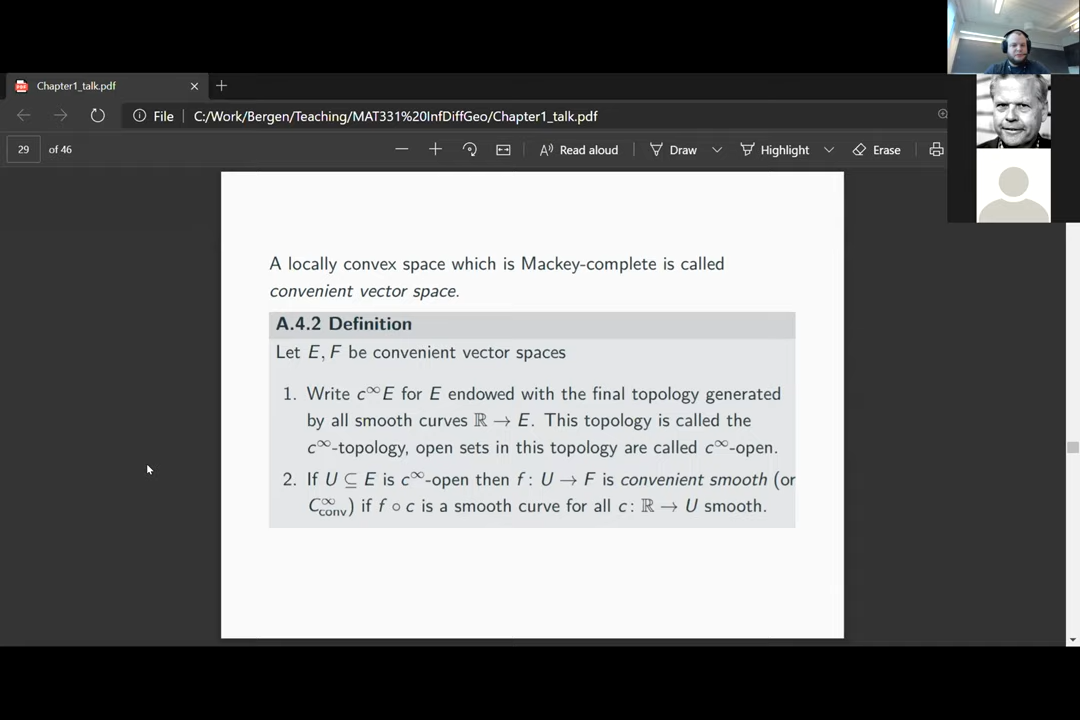 Chapter1_talk.pdf
File C:/Work/Bergen/Teaching/MAT331%20InfDiffGeo/Chapter1_talk.pdf
29 of 46 Read aloud Draw Highlight Erase
A locally convex space which is Mackey-complete is called
convenient vector space.
A.4.2 Definition
Let E, F be convenient vector spaces
1. Write c^∞E for E endowed with the final topology generated
by all smooth curves ℝ → E. This topology is called the
c^∞-topology, open sets in this topology are called c^∞-open.
2. If U ⊆ E is c^∞-open then f: U → F is convenient smooth (or
C^∞_conv) if f ∘ c is a smooth curve for all c: ℝ → U smooth.